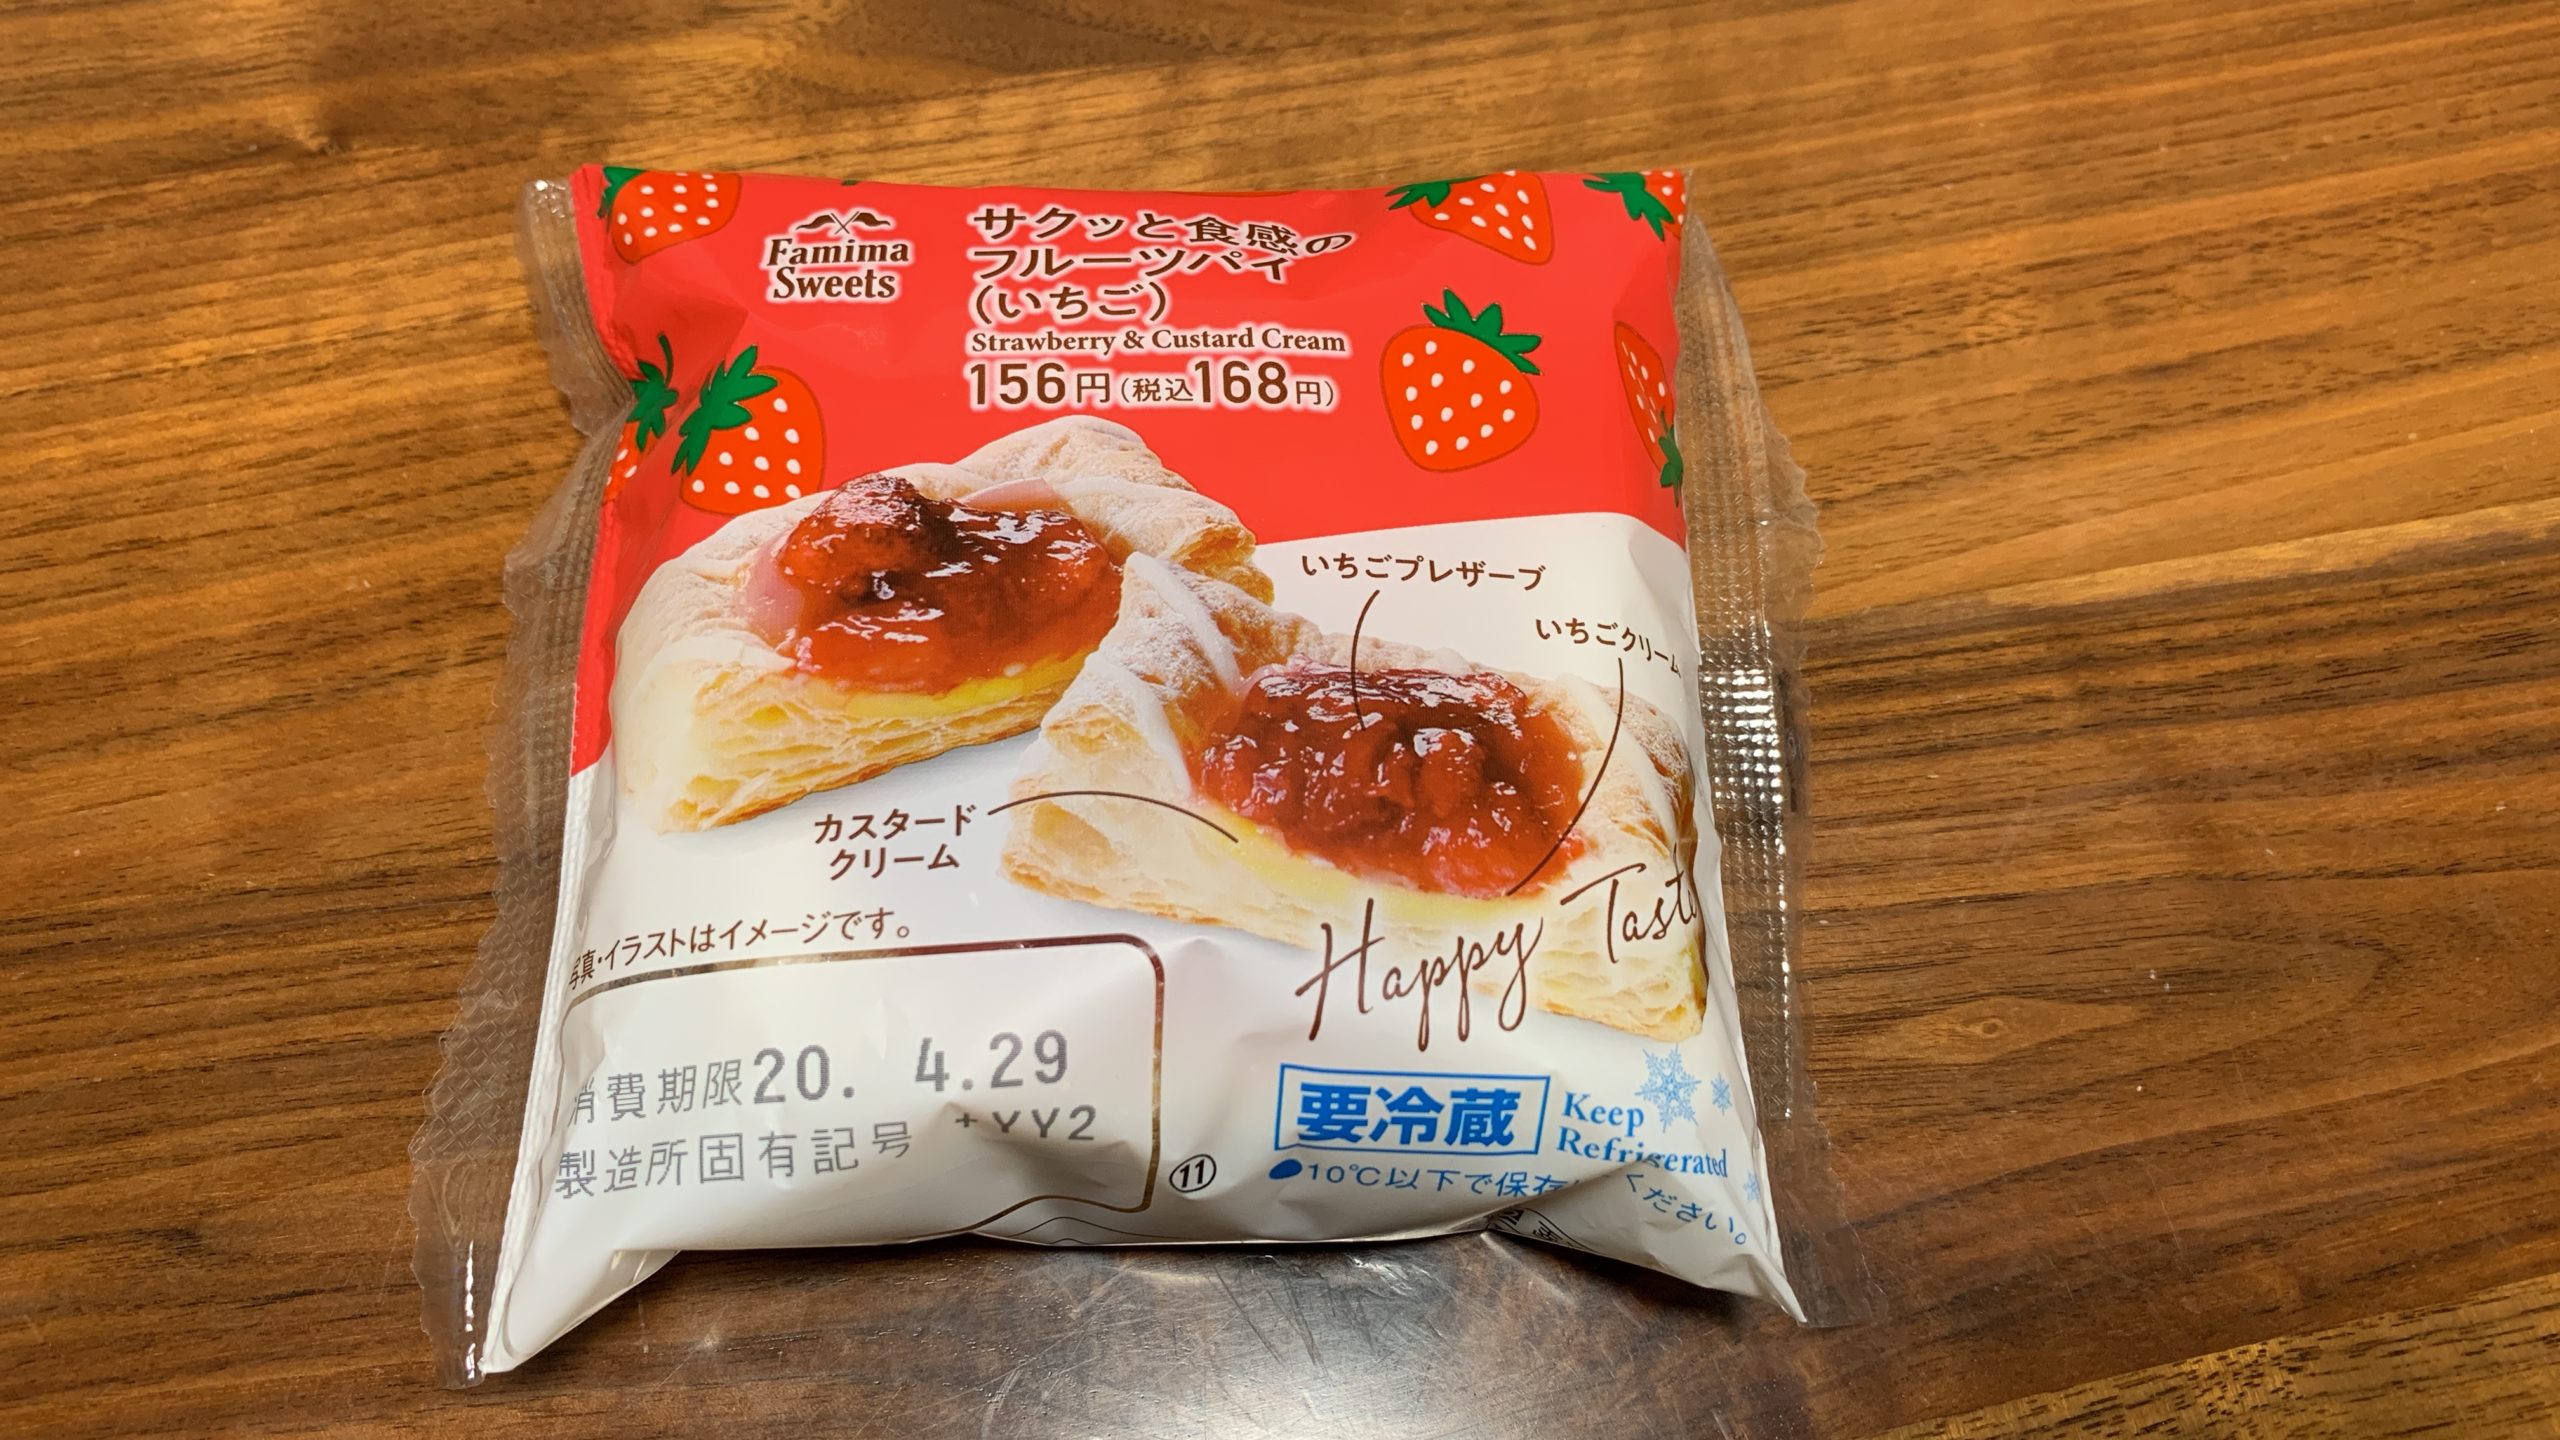 Famima
Sweets
サクッと食感の
フルーツパイ
(いちご)
Strawberry & Custard Cream
156円(税込168円)
いちごプレザーブ
いちごクリーム
カスタード
クリーム
写真・イラストはイメージです。
Happy Taste
消費期限20. 4.29
製造所固有記号 +YY2
⑪
要冷蔵
Keep
Refrigerated
●10℃以下で保存 ください。